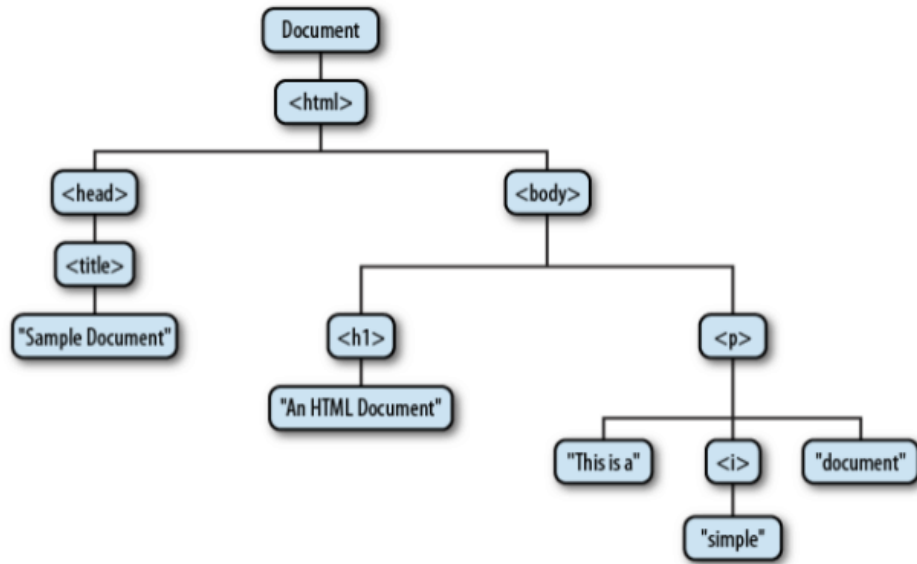 Document
<html>
<head>
<body>
<title>
"Sample Document"
<h1>
<p>
"An HTML Document"
"This is a"
<i>
"document"
"simple"